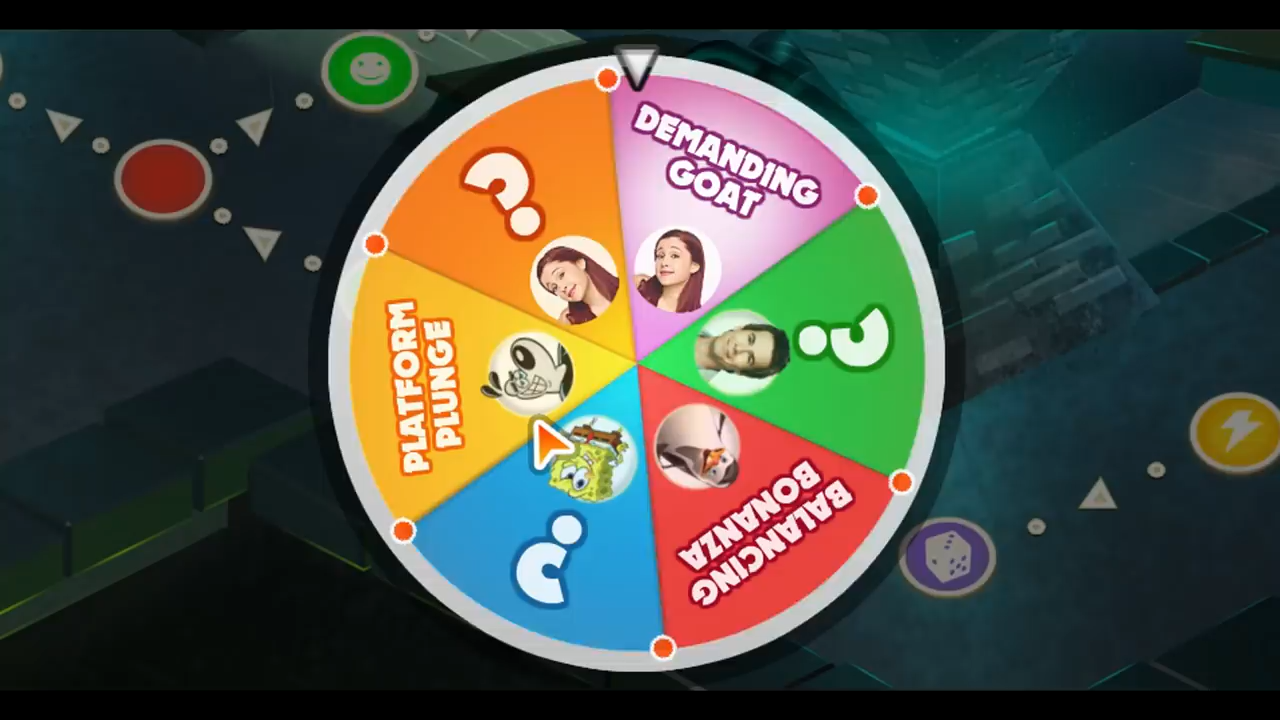 DEMANDING
GOAT
?
BALANCING
BONANZA
?
PLATFORM
PLUNGE
?